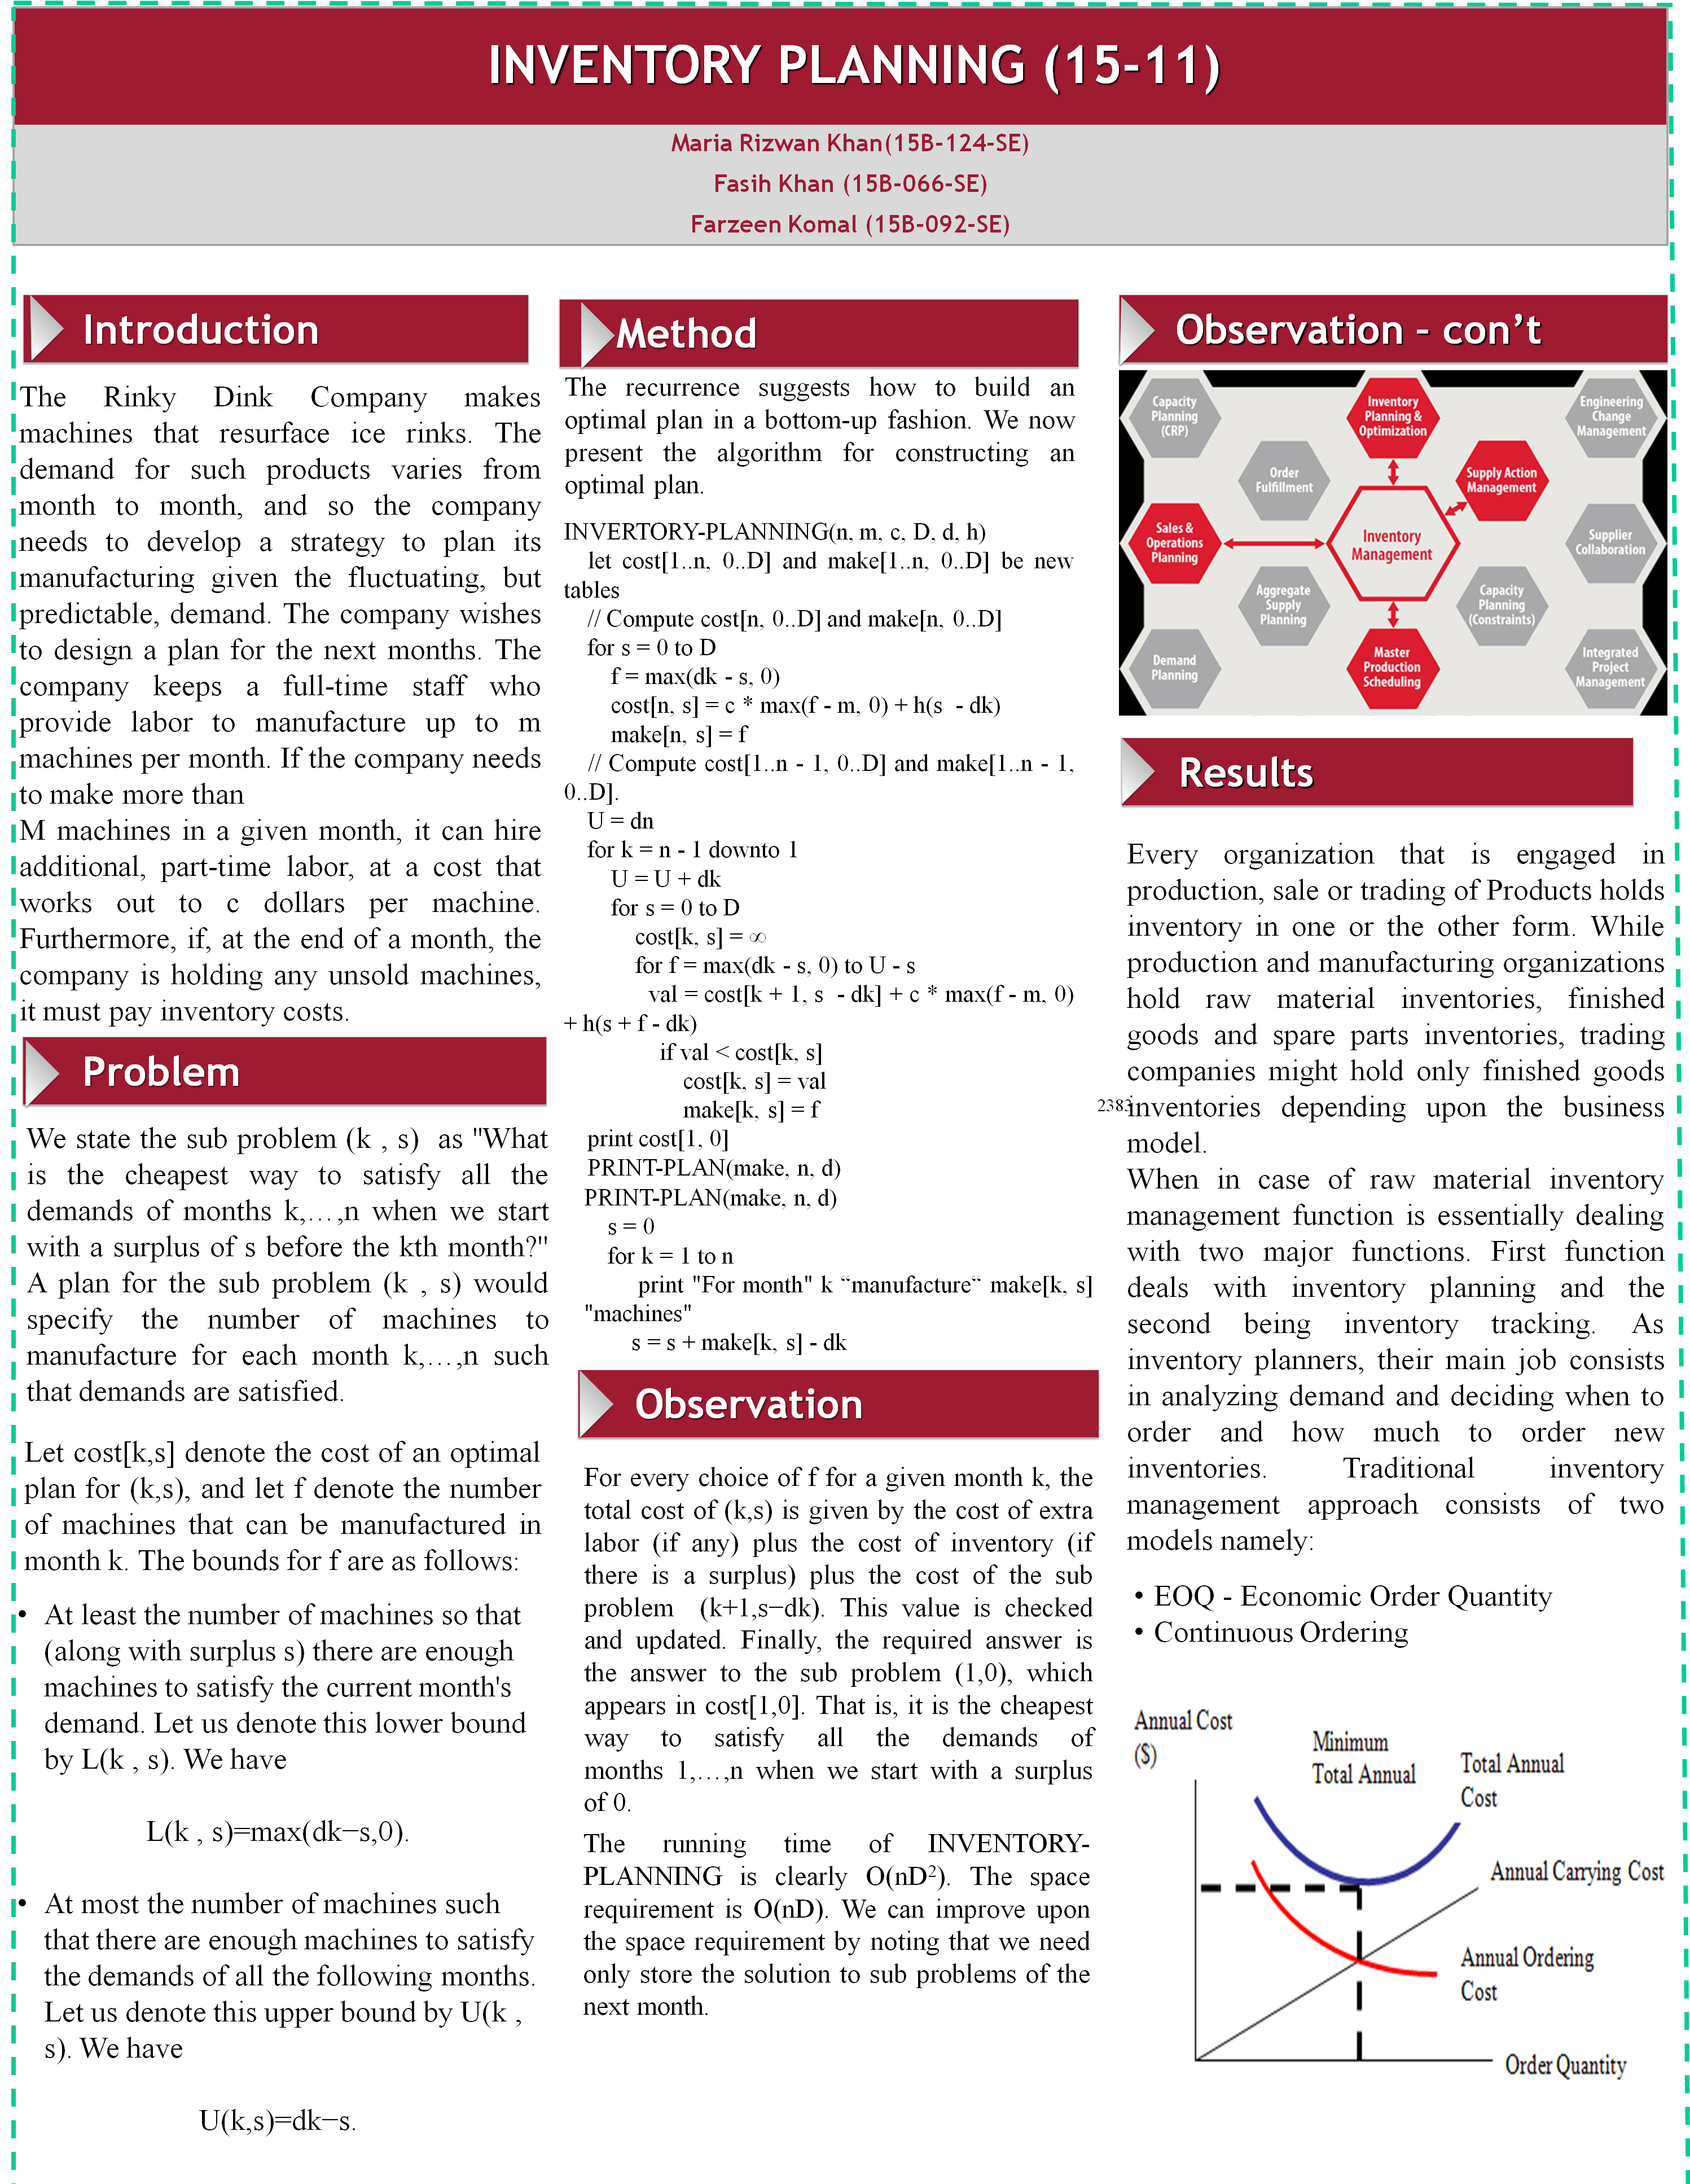 INVENTORY PLANNING (15-11)
Maria Rizwan Khan(15B-124-SE)
Fasih Khan (15B-066-SE)
Farzeen Komal (15B-092-SE)
Introduction
The Rinky Dink Company makes
machines that resurface ice rinks. The
demand for such products varies from
month to month, and so the company
needs to develop a strategy to plan its
manufacturing given the fluctuating, but
predictable, demand. The company wishes
to design a plan for the next months. The
company keeps a full-time staff who
provide labor to manufacture up to m
machines per month. If the company needs
to make more than
M machines in a given month, it can hire
additional, part-time labor, at a cost that
works out to c dollars per machine.
Furthermore, if, at the end of a month, the
company is holding any unsold machines,
it must pay inventory costs.
Problem
We state the sub problem (k , s) as "What
is the cheapest way to satisfy all the
demands of months k,…,n when we start
with a surplus of s before the kth month?"
A plan for the sub problem (k , s) would
specify the number of machines to
manufacture for each month k,…,n such
that demands are satisfied.
Let cost[k,s] denote the cost of an optimal
plan for (k,s), and let f denote the number
of machines that can be manufactured in
month k. The bounds for f are as follows:
• At least the number of machines so that
(along with surplus s) there are enough
machines to satisfy the current month's
demand. Let us denote this lower bound
by L(k , s). We have
L(k , s)=max(dk−s,0).
• At most the number of machines such
that there are enough machines to satisfy
the demands of all the following months.
Let us denote this upper bound by U(k ,
s). We have
U(k,s)=dk−s.
Method
The recurrence suggests how to build an
optimal plan in a bottom-up fashion. We now
present the algorithm for constructing an
optimal plan.
INVERTORY-PLANNING(n, m, c, D, d, h)
let cost[1..n, 0..D] and make[1..n, 0..D] be new
tables
// Compute cost[n, 0..D] and make[n, 0..D]
for s = 0 to D
f = max(dk - s, 0)
cost[n, s] = c * max(f - m, 0) + h(s - dk)
make[n, s] = f
// Compute cost[1..n - 1, 0..D] and make[1..n - 1,
0..D].
U = dn
for k = n - 1 downto 1
U = U + dk
for s = 0 to D
cost[k, s] = ∞
for f = max(dk - s, 0) to U - s
val = cost[k + 1, s - dk] + c * max(f - m, 0)
+ h(s + f - dk)
if val < cost[k, s]
cost[k, s] = val
make[k, s] = f
print cost[1, 0]
PRINT-PLAN(make, n, d)
PRINT-PLAN(make, n, d)
s = 0
for k = 1 to n
print "For month" k “manufacture“ make[k, s]
"machines"
s = s + make[k, s] - dk
Observation
For every choice of f for a given month k, the
total cost of (k,s) is given by the cost of extra
labor (if any) plus the cost of inventory (if
there is a surplus) plus the cost of the sub
problem (k+1,s−dk). This value is checked
and updated. Finally, the required answer is
the answer to the sub problem (1,0), which
appears in cost[1,0]. That is, it is the cheapest
way to satisfy all the demands of
months 1,…,n when we start with a surplus
of 0.
The running time of INVENTORY-
PLANNING is clearly O(nD²). The space
requirement is O(nD). We can improve upon
the space requirement by noting that we need
only store the solution to sub problems of the
next month.
Observation – con’t
Capacity
Planning
(CRP)
Inventory
Planning &
Optimization
Engineering
Change
Management
Order
Fulfillment
Supply Action
Management
Sales &
Operations
Planning
Inventory
Management
Supplier
Collaboration
Aggregate
Supply
Planning
Capacity
Planning
(Constraints)
Demand
Planning
Master
Production
Scheduling
Integrated
Project
Management
Results
Every organization that is engaged in
production, sale or trading of Products holds
inventory in one or the other form. While
production and manufacturing organizations
hold raw material inventories, finished
goods and spare parts inventories, trading
companies might hold only finished goods
2383
inventories depending upon the business
model.
When in case of raw material inventory
management function is essentially dealing
with two major functions. First function
deals with inventory planning and the
second being inventory tracking. As
inventory planners, their main job consists
in analyzing demand and deciding when to
order and how much to order new
inventories. Traditional inventory
management approach consists of two
models namely:
• EOQ - Economic Order Quantity
• Continuous Ordering
Annual Cost
($)
Minimum
Total Annual
Total Annual
Cost
Annual Carrying Cost
Annual Ordering
Cost
Order Quantity